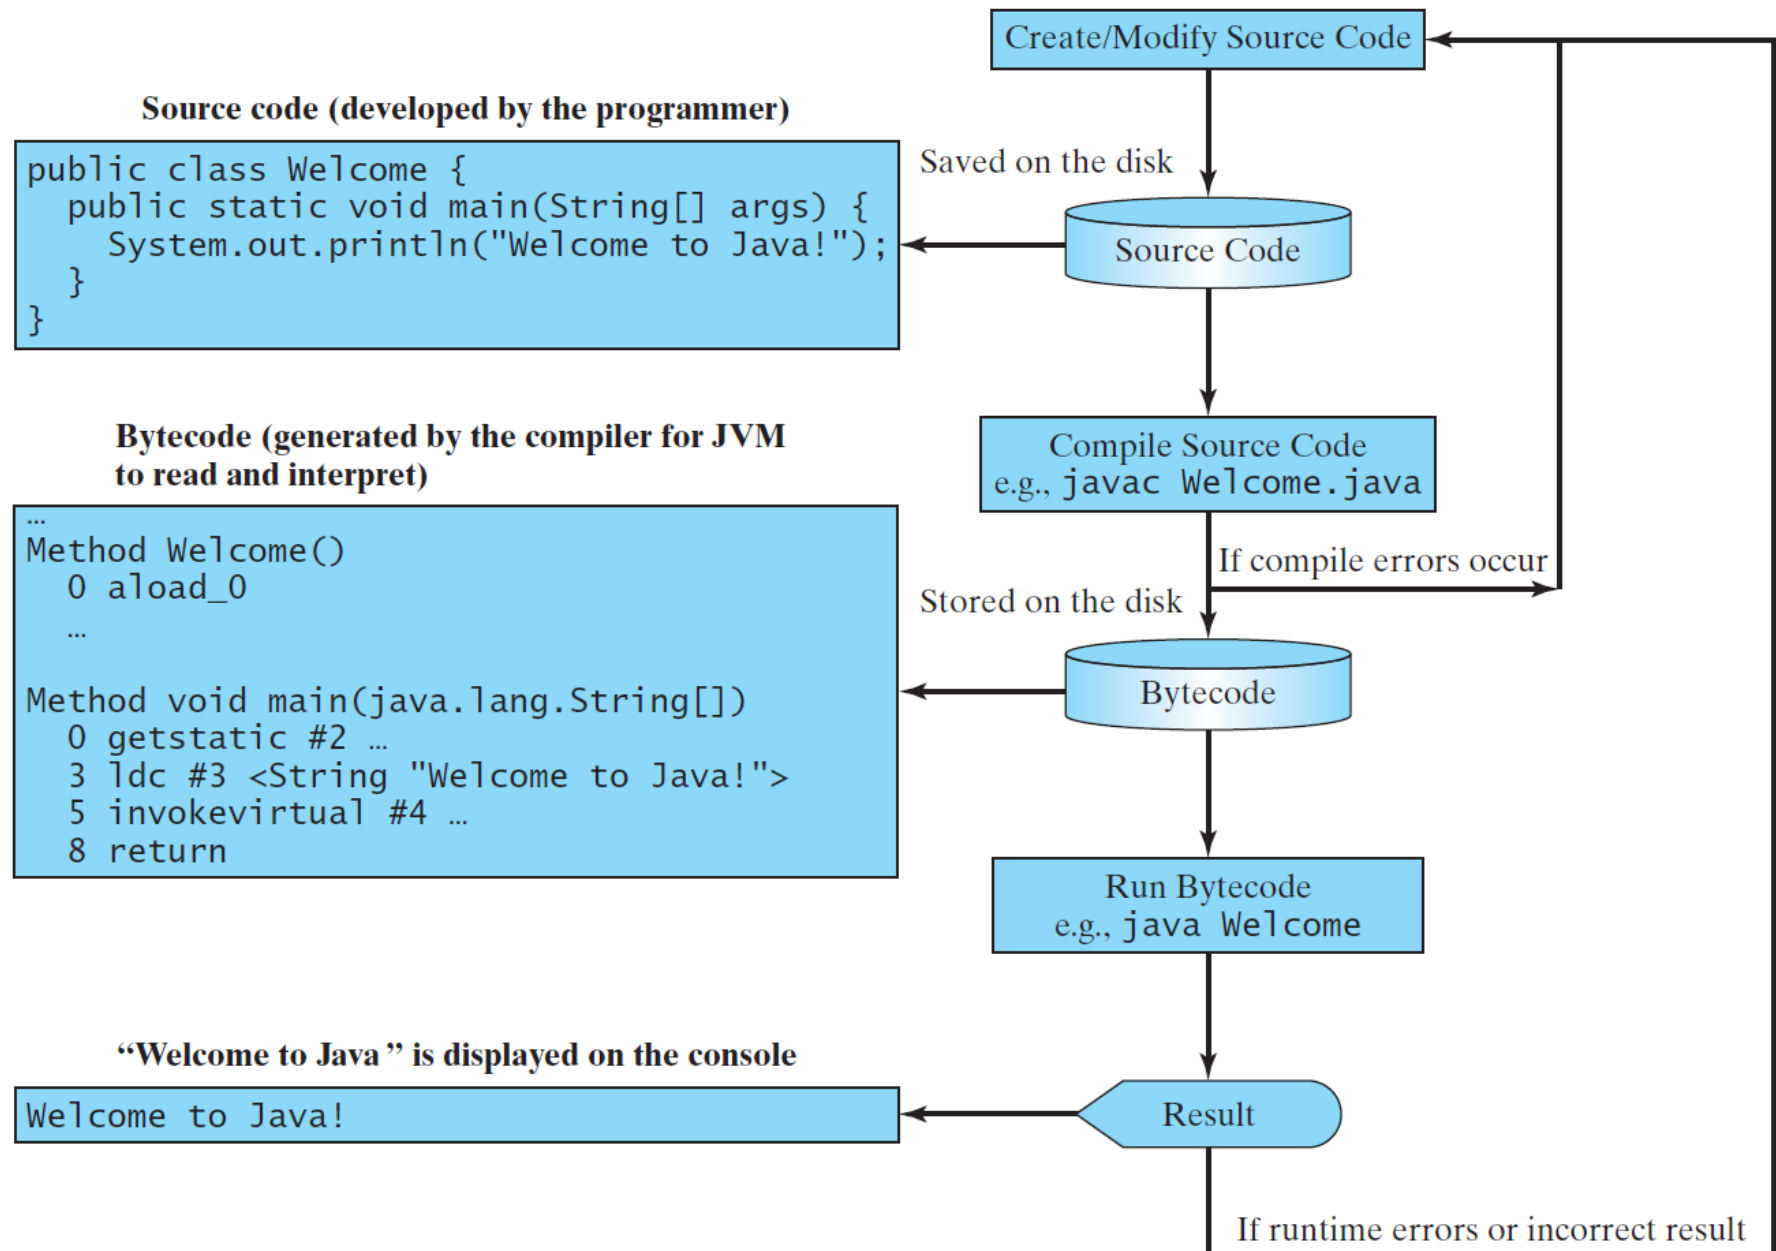 Create/Modify Source Code
Source code (developed by the programmer)
public class Welcome {
  public static void main(String[] args) {
    System.out.println("Welcome to Java!");
  }
}
Saved on the disk
Source Code
Compile Source Code
e.g., javac Welcome.java
If compile errors occur
Bytecode (generated by the compiler for JVM
to read and interpret)
…
Method Welcome()
  0 aload_0
  …
Method void main(java.lang.String[])
  0 getstatic #2 …
  3 ldc #3 <String "Welcome to Java!">
  5 invokevirtual #4 …
  8 return
Stored on the disk
Bytecode
Run Bytecode
e.g., java Welcome
“Welcome to Java” is displayed on the console
Welcome to Java!
Result
If runtime errors or incorrect result